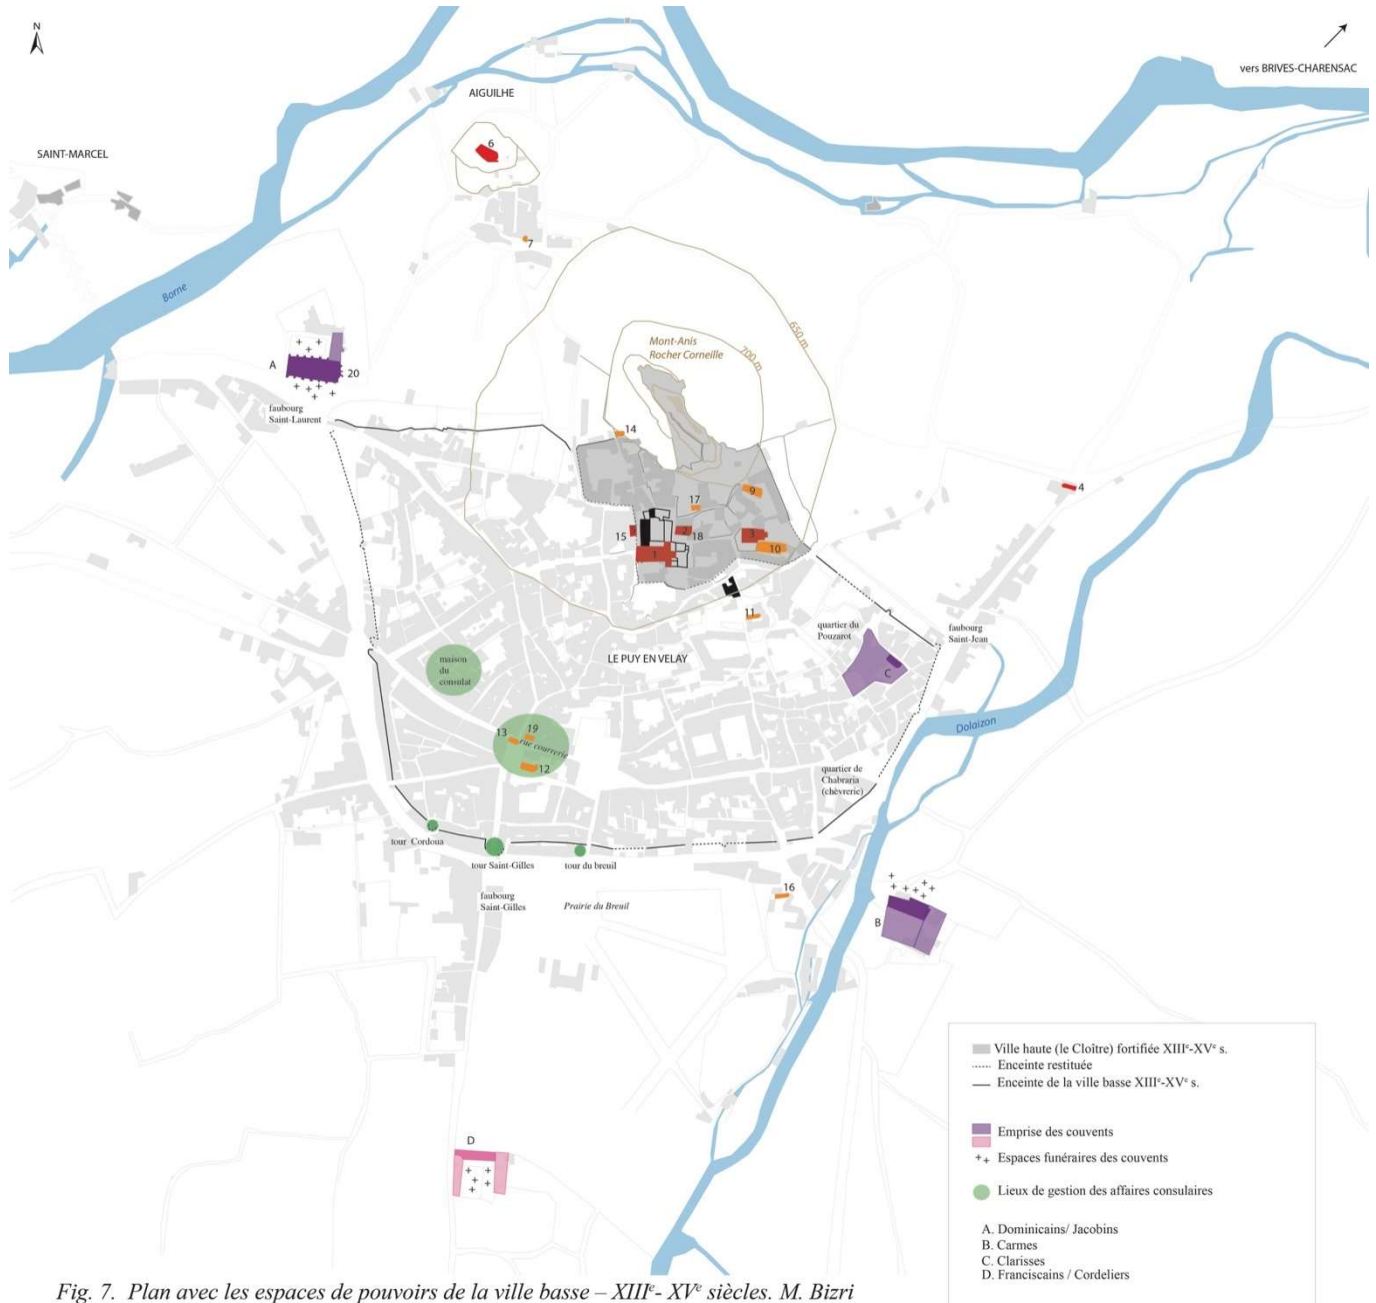 N
vers BRIVES-CHARENSAC
AIGUILHE
6
SAINT-MARCEL
7
Borne
650 m
Mont-Anis
Rocher Corneille
700 m
A
20
faubourg
Saint-Laurent
14
9
4
17
15
2
18
3
1
10
11
quartier du
Pouzarot
faubourg
Saint-Jean
LE PUY EN VELAY
maison
du
consulat
C
Dolaizon
13
19
rue courrerie
12
quartier de
Chabraria
(chèvrerie)
tour Cordoua
tour Saint-Gilles
tour du breuil
16
faubourg
Saint-Gilles
Prairie du Breuil
B
Ville haute (le Cloître) fortifiée XIIIe-XVe s.
Enceinte restituée
Enceinte de la ville basse XIIIe-XVe s.
Emprise des couvents
Espaces funéraires des couvents
Lieux de gestion des affaires consulaires
D
A. Dominicains/ Jacobins
B. Carmes
C. Clarisses
D. Franciscains / Cordeliers
Fig. 7. Plan avec les espaces de pouvoirs de la ville basse – XIIIe- XVe siècles. M. Bizri